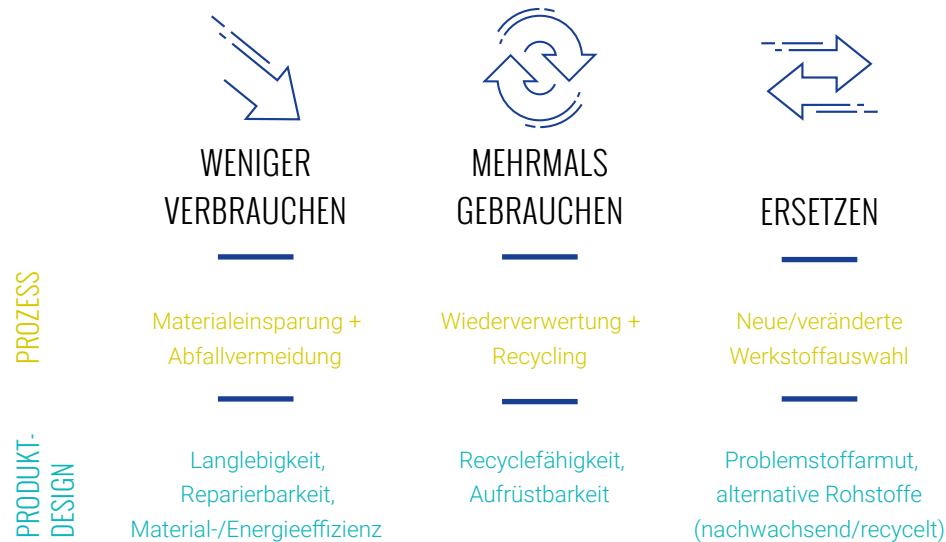 WENIGER
VERBRAUCHEN
MEHRMALS
GEBRAUCHEN
ERSETZEN
PROZESS
Materialeinsparung +
Abfallvermeidung
Wiederverwertung +
Recycling
Neue/veränderte
Werkstoffauswahl
PRODUKT-
DESIGN
Langlebigkeit,
Reparierbarkeit,
Material-/Energieeffizienz
Recyclefähigkeit,
Aufrüstbarkeit
Problemstoffarmut,
alternative Rohstoffe
(nachwachsend/recycelt)